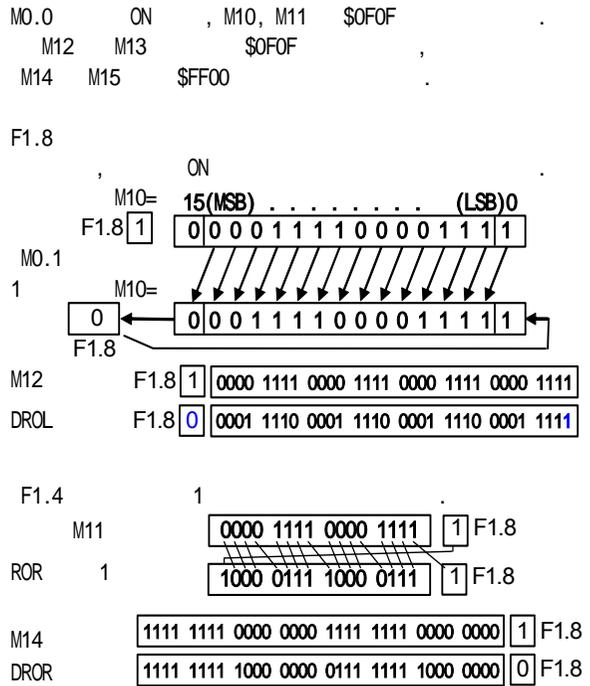 M0.0 ON , M10, M11 $0F0F .
M12 M13 $0F0F ,
M14 M15 $FF00 .
F1.8
, ON .
M10= 15(MSB) . . . . . . . . (LSB)0
F1.8 1 0 0 0 0 1 1 1 1 0 0 0 0 1 1 1 1
M0.1
1 M10=
0 0 0 0 1 1 1 1 0 0 0 0 1 1 1 1 1
F1.8
M12 F1.8 1 0000 1111 0000 1111 0000 1111 0000 1111
DROL F1.8 0 0001 1110 0001 1110 0001 1110 0001 1111
F1.4 1 .
M11 0000 1111 0000 1111 1 F1.8
ROR 1 1000 0111 1000 0111 1 F1.8
M14 1111 1111 0000 0000 1111 1111 0000 0000 1 F1.8
DROR 1111 1111 1000 0000 0111 1111 1000 0000 0 F1.8